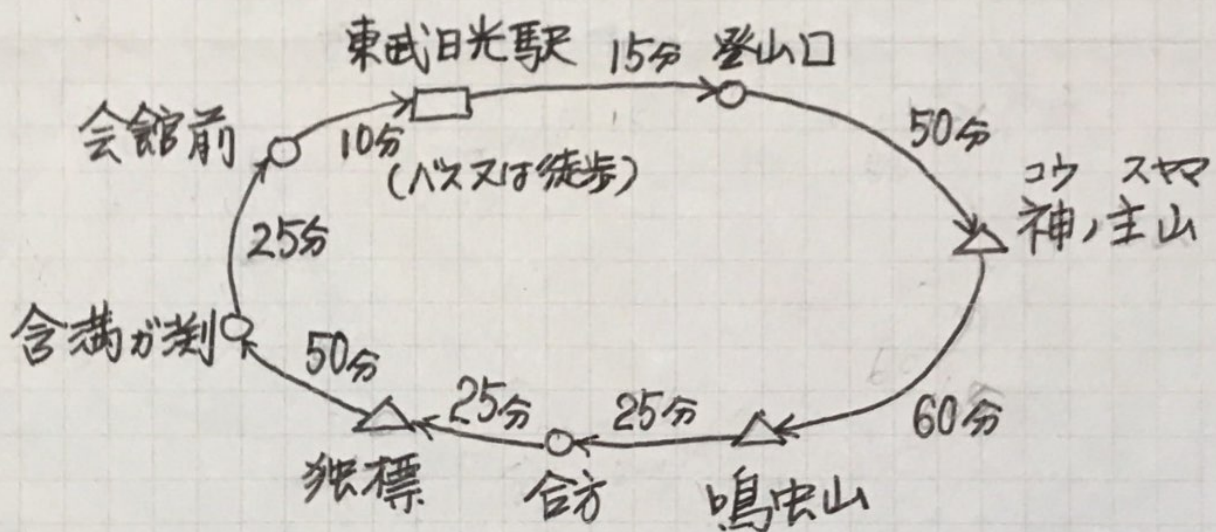 東武日光駅 15分 登山口
会館前 10分
(バス又は徒歩)
50分
コウ スヤマ
神ノ主山
25分
含満ガ渕
50分
25分
25分
60分
独標
合方
鳴虫山